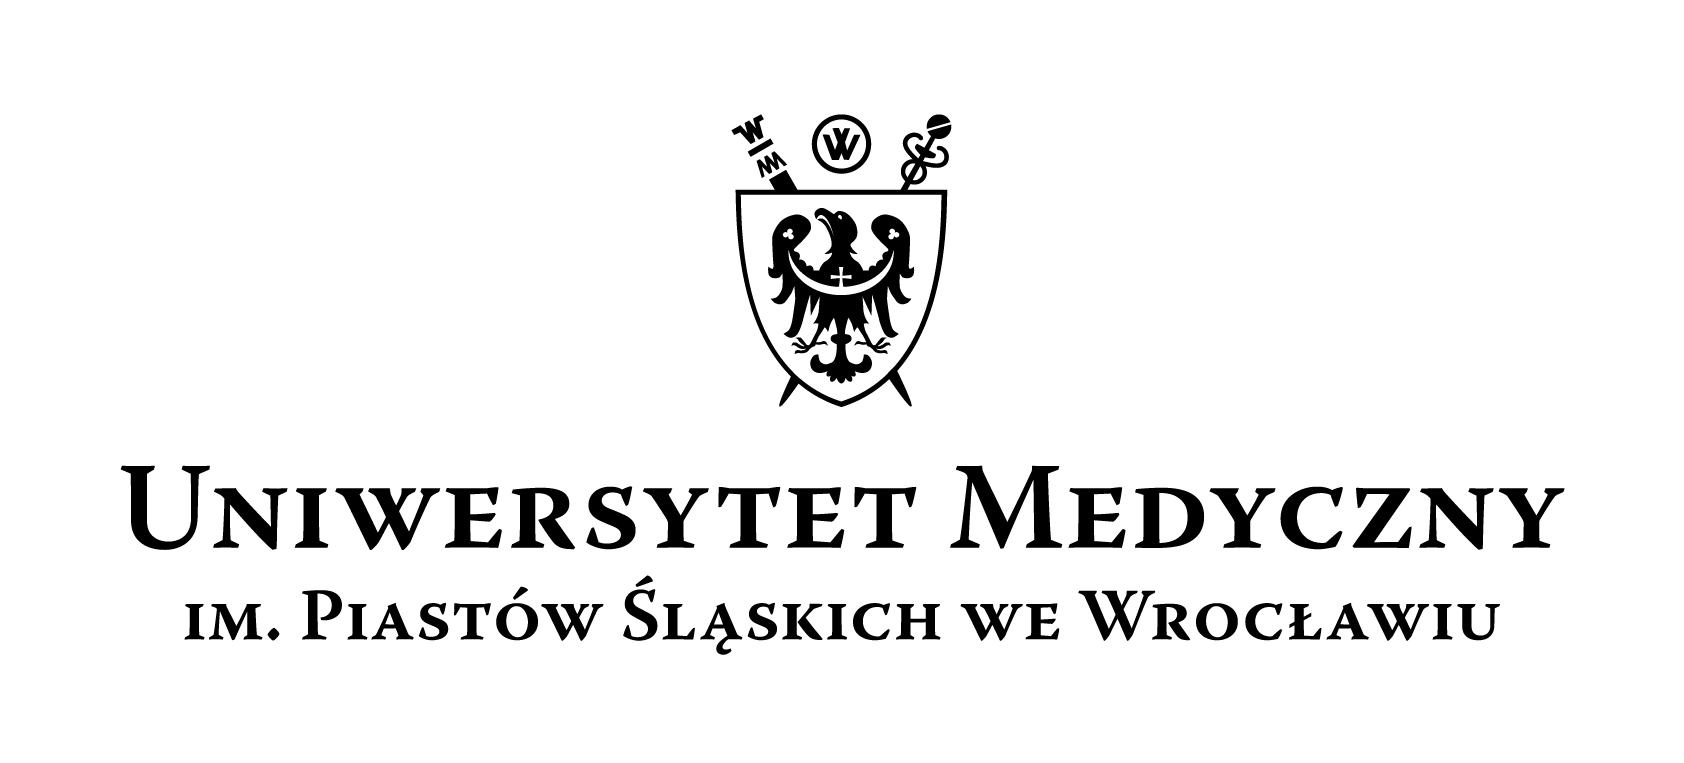 W
UNIWERSYTET MEDYCZNY
IM. PIASTÓW ŚLĄSKICH WE WROCŁAWIU